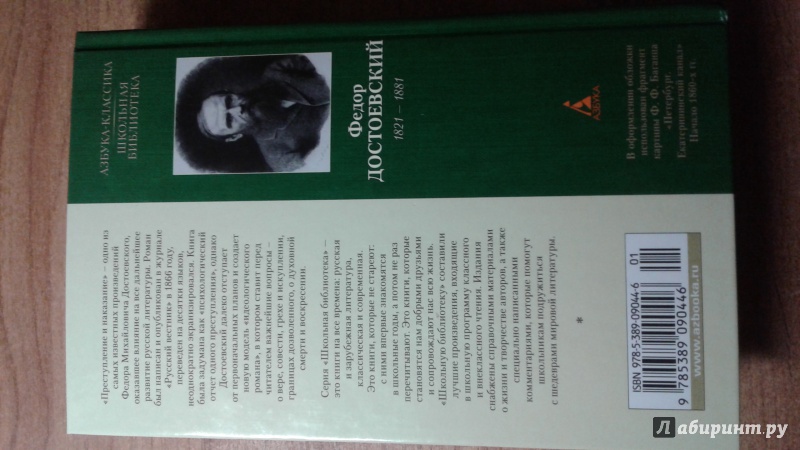 АЗБУКА-КЛАССИКА
ШКОЛЬНАЯ
БИБЛИОТЕКА
Федор
ДОСТОЕВСКИЙ
1821 – 1881
АЗБУКА
В оформлении обложки
использован фрагмент
картины Ф. Ф. Баганца
«Петербург.
Екатерининский канал»
Начало 1860-х гг.
«Преступление и наказание» – одно из
самых известных произведений
Федора Михайловича Достоевского,
оказавшее влияние на все дальнейшее
развитие русской литературы. Роман
был написан и опубликован в журнале
«Русский вестник» в 1866 году,
переведен на десятки языков,
неоднократно экранизировался. Книга
была задумана как «психологический
отчет одного преступления», однако
Достоевский далеко отступает
от первоначальных планов и создает
новую модель «идеологического
романа», в котором ставит перед
читателем важнейшие вопросы –
о вере, совести, грехе и искуплении,
границах дозволенного, о духовной
смерти и воскресении.
Серия «Школьная библиотека» –
это книги на все времена: русская
и зарубежная литература,
классическая и современная.
Это книги, которые не стареют:
с ними впервые знакомятся
в школьные годы, а потом не раз
перечитывают. Это книги, которые
становятся нам добрыми друзьями
и сопровождают нас всю жизнь.
«Школьную библиотеку» составили
лучшие произведения, входящие
в школьную программу классного
и внеклассного чтения. Издания
снабжены справочными материалами
о жизни и творчестве авторов, а также
специально написанными
комментариями, которые помогут
школьникам подружиться
с шедеврами мировой литературы.
*
ISBN 978-5-389-09044-6
01
9 785389 090446
www.azbooka.ru
Лабиринт.ру